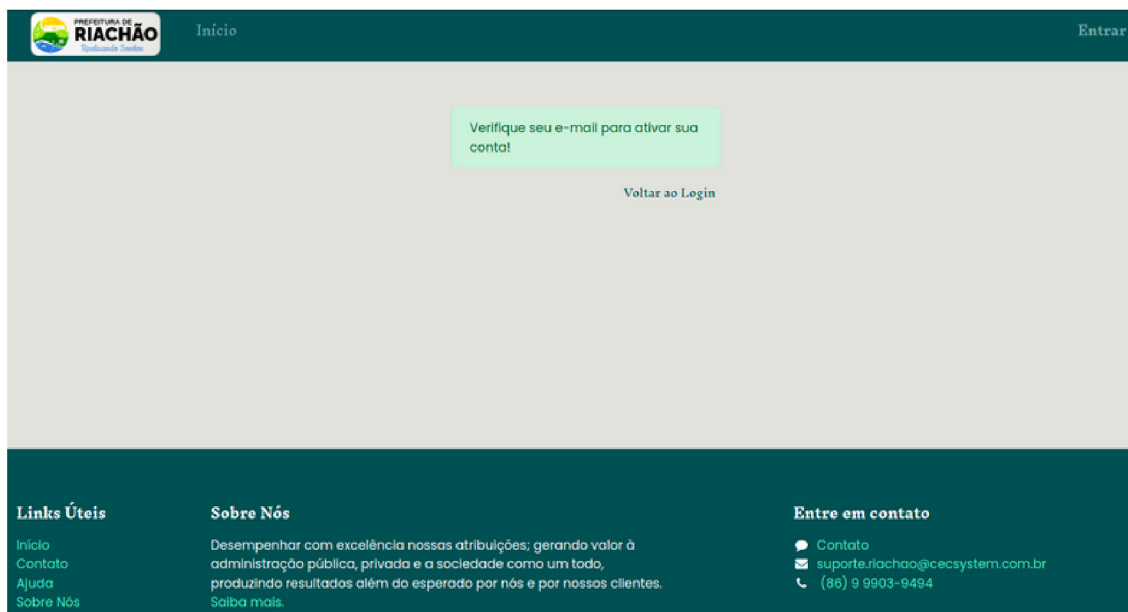 PREFEITURA DE
RIACHÃO
Realizando Sonhos
Início
Entrar
Verifique seu e-mail para ativar sua
conta!
Voltar ao Login
Links Úteis
Início
Contato
Ajuda
Sobre Nós
Sobre Nós
Desempenhar com excelência nossas atribuições; gerando valor à
administração pública, privada e a sociedade como um todo,
produzindo resultados além do esperado por nós e por nossos clientes.
Saiba mais.
Entre em contato
Contato
suporte.riachao@cecsystem.com.br
(86) 9 9903-9494